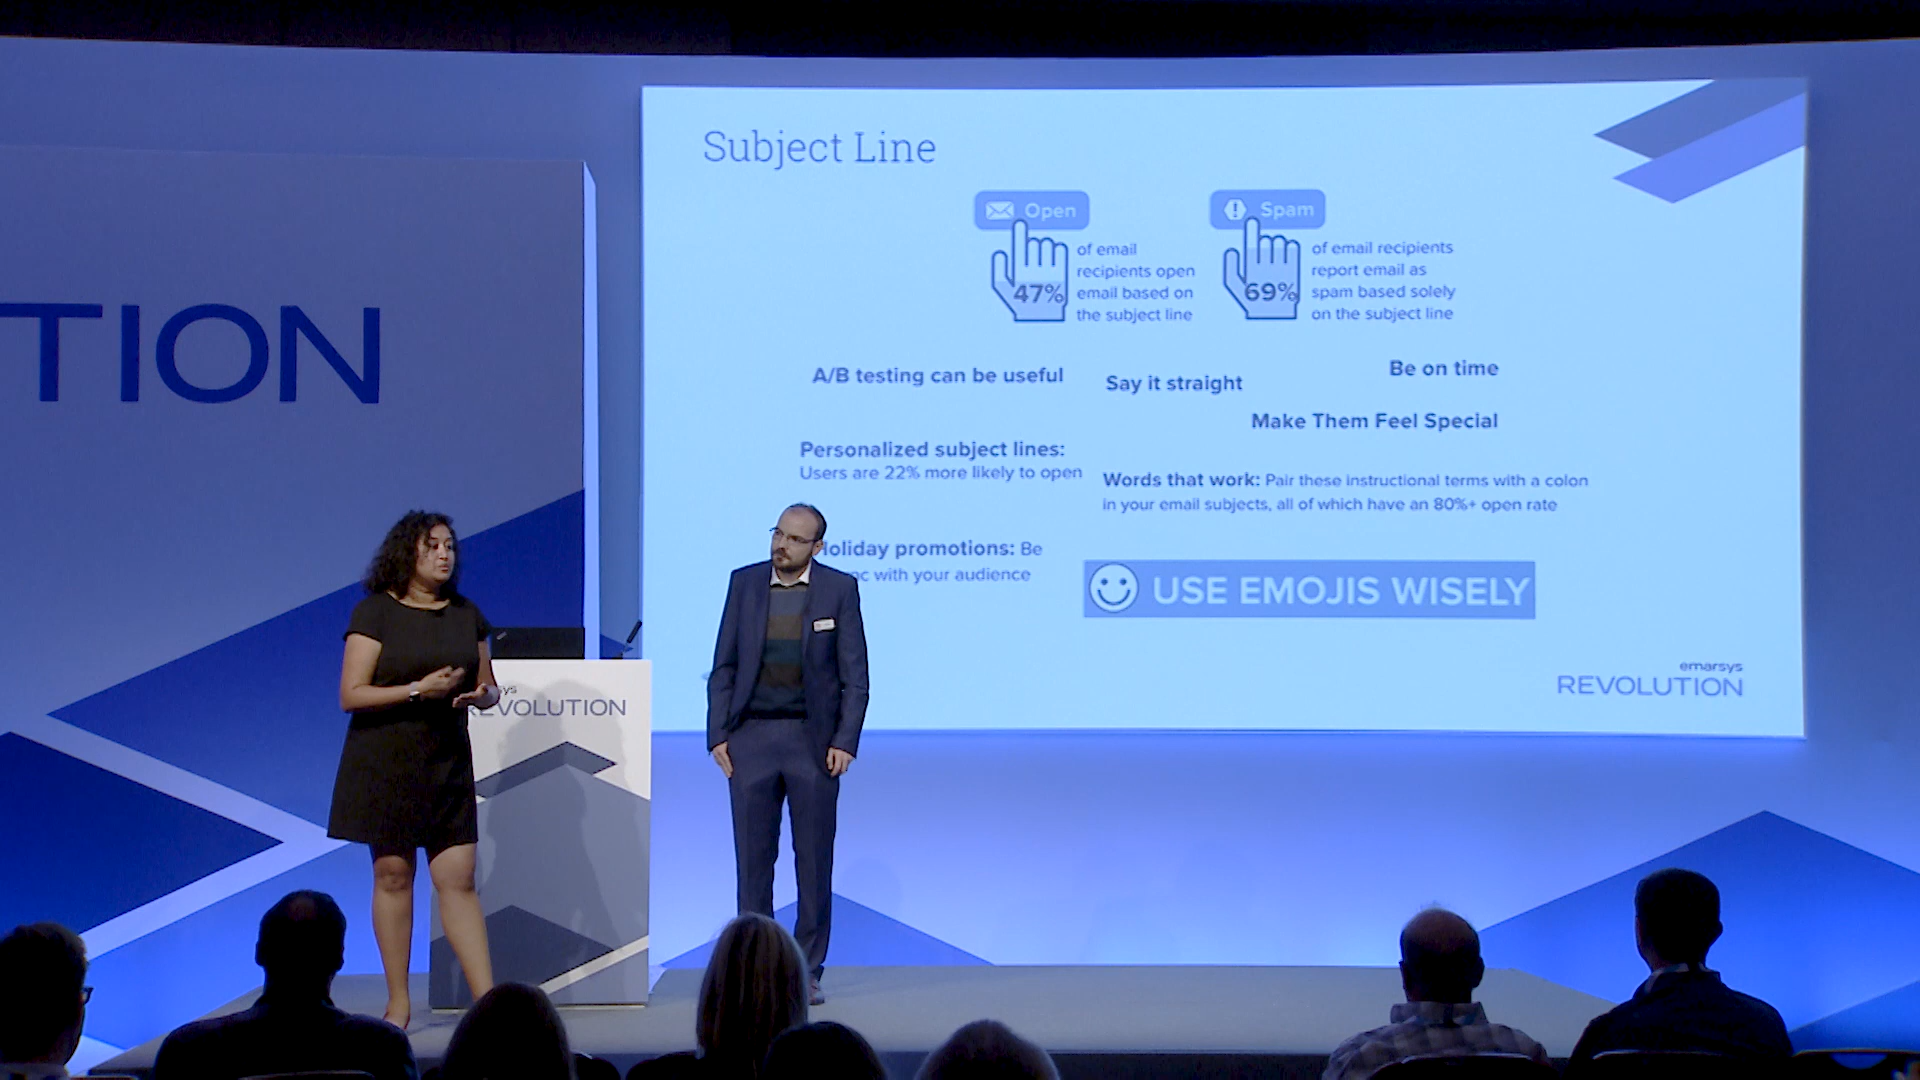 TION
Subject Line
Open
Spam
47%
of email
recipients open
email based on
the subject line
69%
of email recipients
report email as
spam based solely
on the subject line
A/B testing can be useful
Say it straight
Be on time
Make Them Feel Special
Personalized subject lines:
Users are 22% more likely to open
Words that work: Pair these instructional terms with a colon
in your email subjects, all of which have an 80%+ open rate
oliday promotions: Be
with your audience
USE EMOJIS WISELY
emarsys
REVOLUTION
ys
REVOLUTION